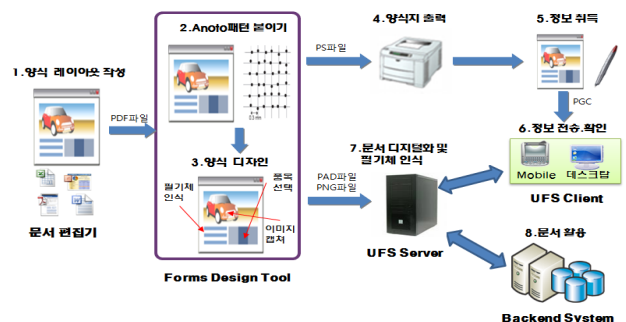 1.양식 레이아웃 작성
PDF파일
문서 편집기
2.Anoto패턴 붙이기
3.양식 디자인
필기체
인식
품목
선택
이미지
캡처
Forms Design Tool
PS파일
4.양식지 출력
5.정보 취득
PGC
6.정보 전송.확인
Mobile
데스크탑
UFS Client
PAD파일
PNG파일
7.문서 디지털화 및
필기체 인식
UFS Server
8.문서 활용
Backend System